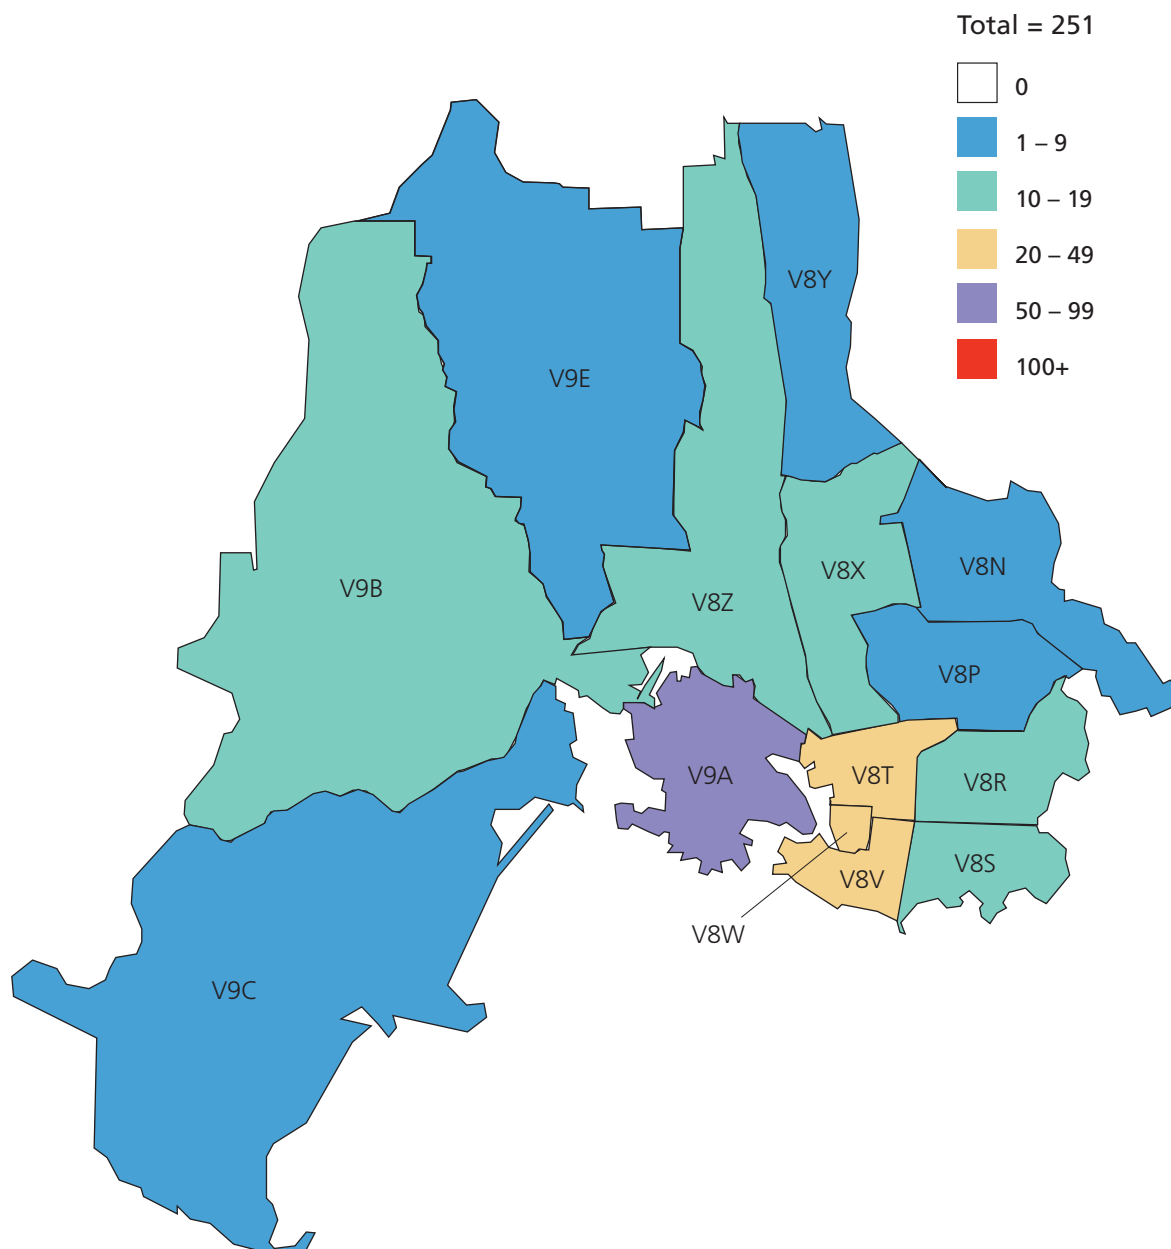 Total = 251
0
1 – 9
10 – 19
20 – 49
50 – 99
100+
V8Y
V9E
V8N
V8X
V9B
V8Z
V8P
V9A
V8T
V8R
V8S
V8V
V8W
V9C